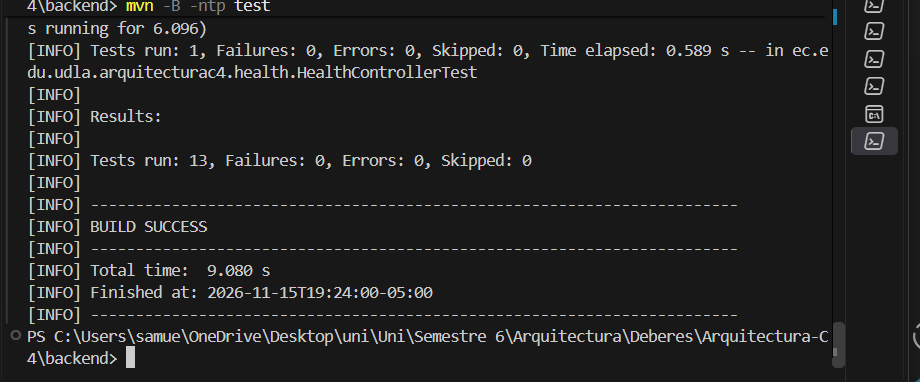 4\backend> mvn -B -ntp test
s running for 6.096)
[INFO] Tests run: 1, Failures: 0, Errors: 0, Skipped: 0, Time elapsed: 0.589 s -- in ec.e
du.udla.arquitecturac4.health.HealthControllerTest
[INFO]
[INFO] Results:
[INFO]
[INFO] Tests run: 13, Failures: 0, Errors: 0, Skipped: 0
[INFO]
[INFO] ------------------------------------------------------------------------
[INFO] BUILD SUCCESS
[INFO] ------------------------------------------------------------------------
[INFO] Total time:  9.080 s
[INFO] Finished at: 2026-11-15T19:24:00-05:00
[INFO] ------------------------------------------------------------------------
PS C:\Users\samue\OneDrive\Desktop\uni\Uni\Semestre 6\Arquitectura\Deberes\Arquitectura-C
4\backend>